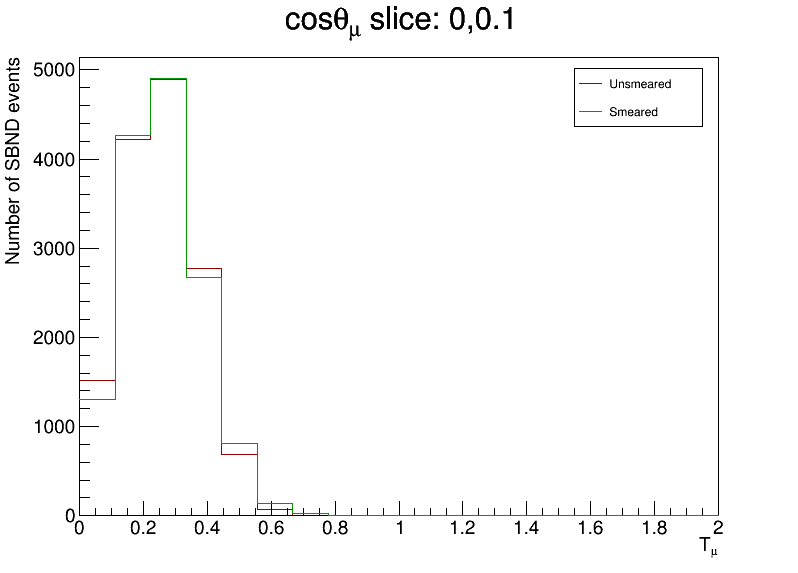 cosθμ slice: 0,0.1
Number of SBND events
5000
4000
3000
2000
1000
0
Unsmeared
Smeared
0 0.2 0.4 0.6 0.8 1 1.2 1.4 1.6 1.8 2
Tμ